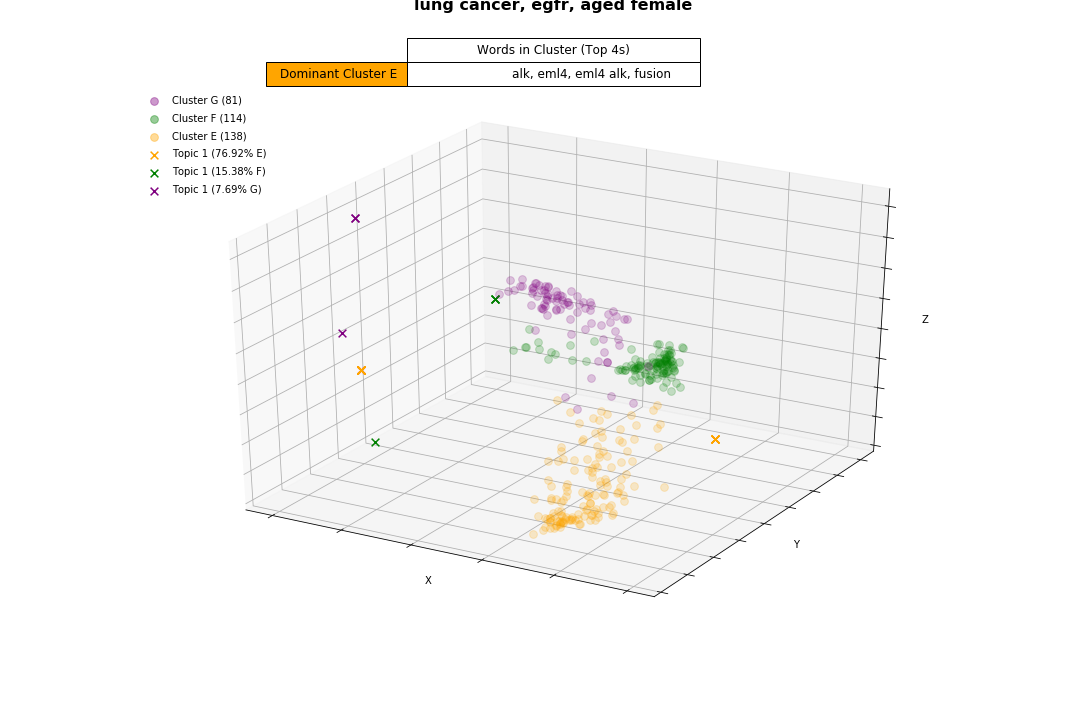 lung cancer, egfr, aged female
Words in Cluster (Top 4s)
Dominant Cluster E alk, eml4, eml4 alk, fusion
Cluster G (81)
Cluster F (114)
Cluster E (138)
Topic 1 (76.92% E)
Topic 1 (15.38% F)
Topic 1 (7.69% G)
Z
Y
X